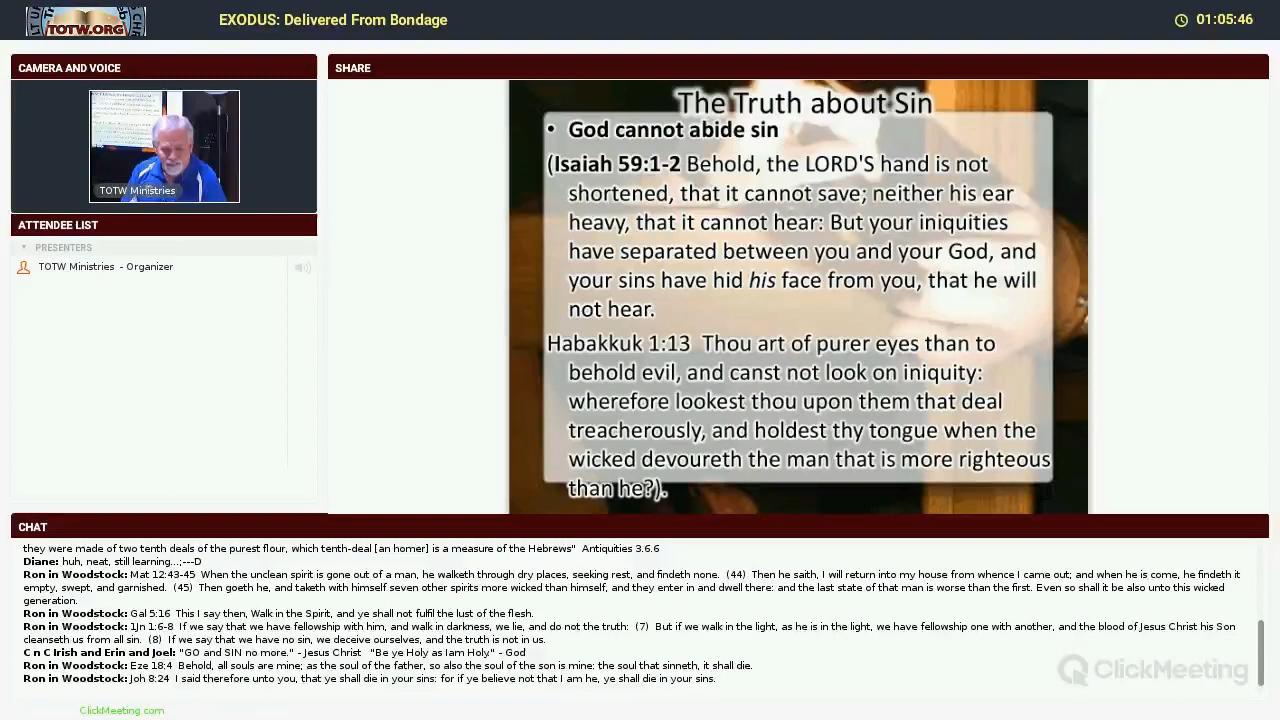 TOTW.ORG
EXODUS: Delivered From Bondage
01:05:46
CAMERA AND VOICE
TOTW Ministries
SHARE
The Truth about Sin
• God cannot abide sin
(Isaiah 59:1-2 Behold, the LORD'S hand is not
shortened, that it cannot save; neither his ear
heavy, that it cannot hear: But your iniquities
have separated between you and your God, and
your sins have hid his face from you, that he will
not hear.
Habakkuk 1:13 Thou art of purer eyes than to
behold evil, and canst not look on iniquity:
wherefore lookest thou upon them that deal
treacherously, and holdest thy tongue when the
wicked devoureth the man that is more righteous
than he?).
ATTENDEE LIST
PRESENTERS
TOTW Ministries - Organizer
CHAT
they were made of two tenth deals of the purest flour, which tenth-deal [an homer] is a measure of the Hebrews" Antiquities 3.6.6
Diane: huh, neat, still learning...;---D
Ron in Woodstock: Mat 12:43-45 When the unclean spirit is gone out of a man, he walketh through dry places, seeking rest, and findeth none. (44) Then he saith, I will return into my house from whence I came out; and when he is come, he findeth it
empty, swept, and garnished. (45) Then goeth he, and taketh with himself seven other spirits more wicked than himself, and they enter in and dwell there: and the last state of that man is worse than the first. Even so shall it be also unto this wicked
generation.
Ron in Woodstock: Gal 5:16 This I say then, Walk in the Spirit, and ye shall not fulfil the lust of the flesh.
Ron in Woodstock: 1Jn 1:6-8 If we say that we have fellowship with him, and walk in darkness, we lie, and do not the truth: (7) But if we walk in the light, as he is in the light, we have fellowship one with another, and the blood of Jesus Christ his Son
cleanseth us from all sin. (8) If we say that we have no sin, we deceive ourselves, and the truth is not in us.
C n C Irish and Erin and Joel: "GO and SIN no more." - Jesus Christ "Be ye Holy as Iam Holy." - God
Ron in Woodstock: Eze 18:4 Behold, all souls are mine; as the soul of the father, so also the soul of the son is mine: the soul that sinneth, it shall die.
Ron in Woodstock: Joh 8:24 I said therefore unto you, that ye shall die in your sins: for if ye believe not that I am he, ye shall die in your sins.
ClickMeeting
ClickMeeting.com